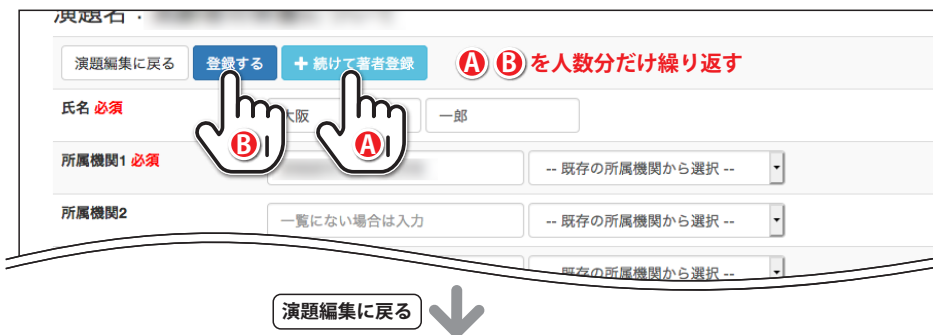 演題名：
演題編集に戻る 登録する ＋続けて著者登録 Ⓐ Ⓑ を人数分だけ繰り返す
氏名 必須 大阪 一郎
Ⓑ Ⓐ
所属機関1 必須 -- 既存の所属機関から選択 --
所属機関2 一覧にない場合は入力 -- 既存の所属機関から選択 --
-- 既存の所属機関から選択 --
演題編集に戻る